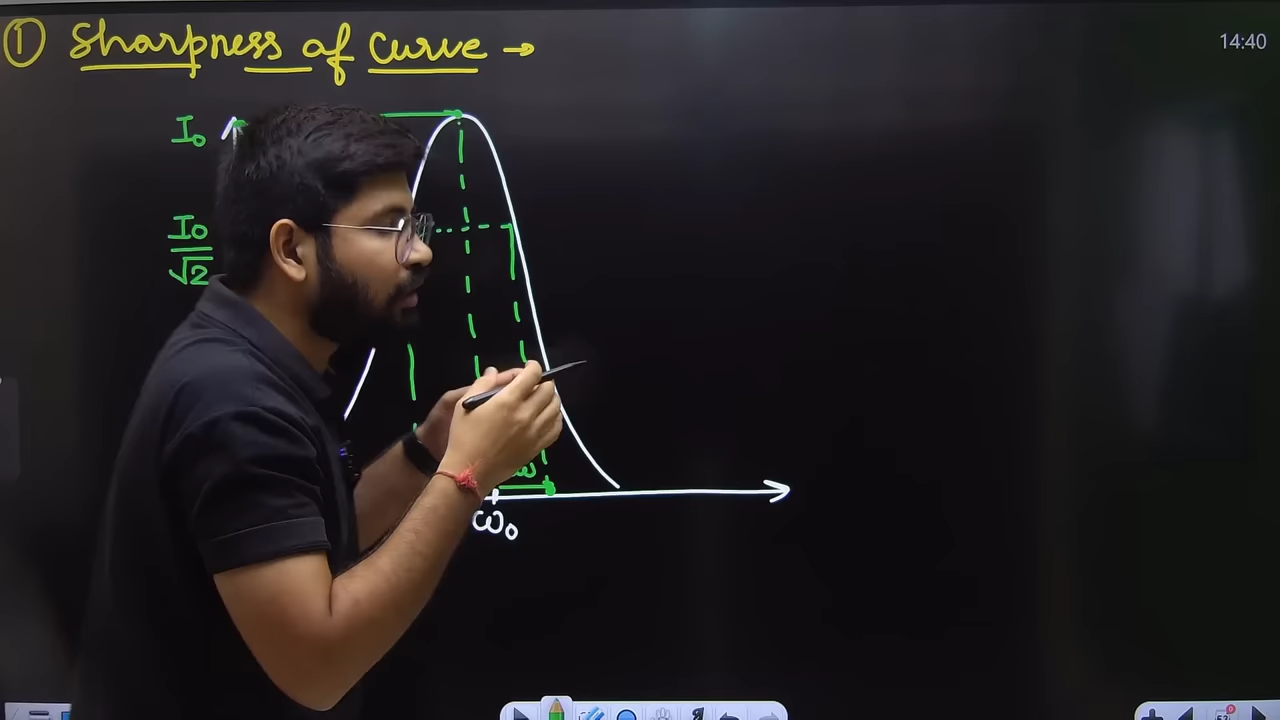 ① Sharpness of Curve →
14:40
I₀
I₀
√2
ω
ω₀